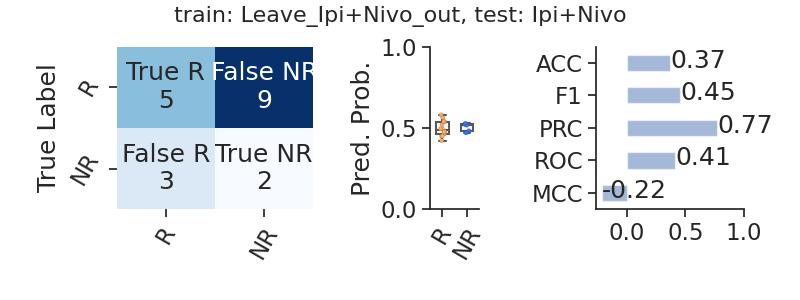 train: Leave_Ipi+Nivo_out, test: Ipi+Nivo
True Label
R
NR
True R
5
False NR
9
False R
3
True NR
2
R
NR
Pred. Prob.
1.0
0.5
0.0
R
NR
ACC
0.37
F1
0.45
PRC
0.77
ROC
0.41
MCC
-0.22
0.0
0.5
1.0